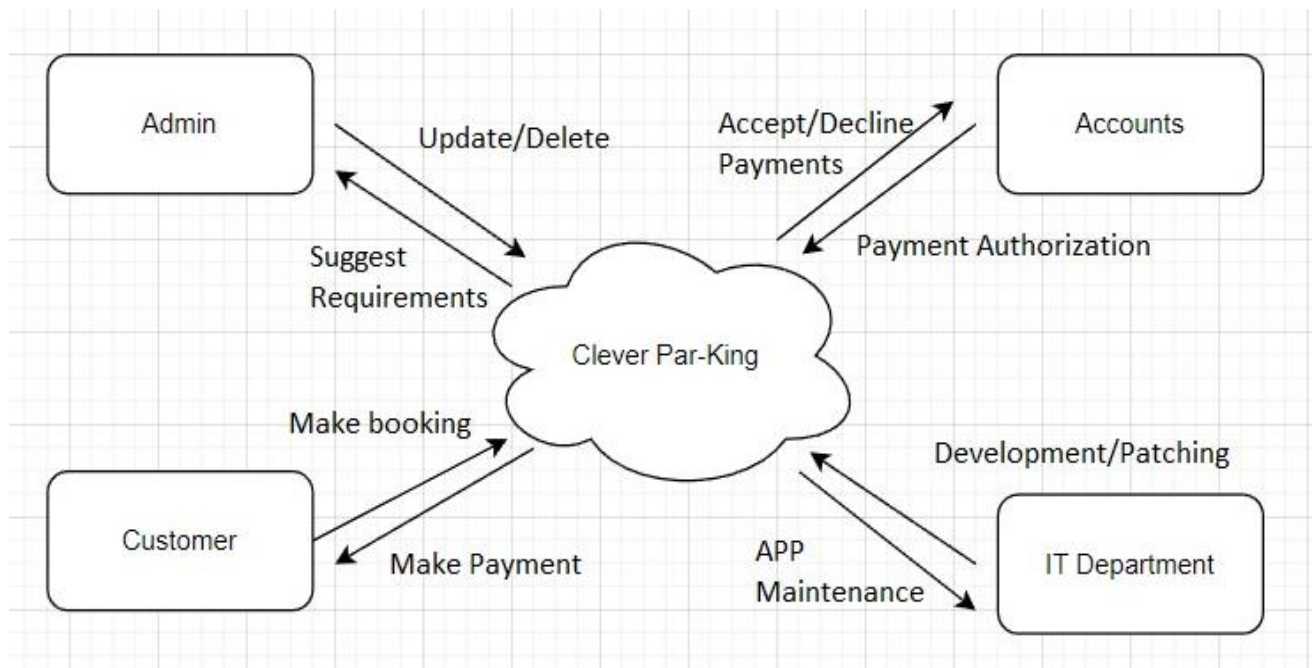 Admin
Update/Delete
Accept/Decline
Payments
Accounts
Suggest
Requirements
Payment Authorization
Clever Par-King
Make booking
Development/Patching
Customer
Make Payment
APP
Maintenance
IT Department